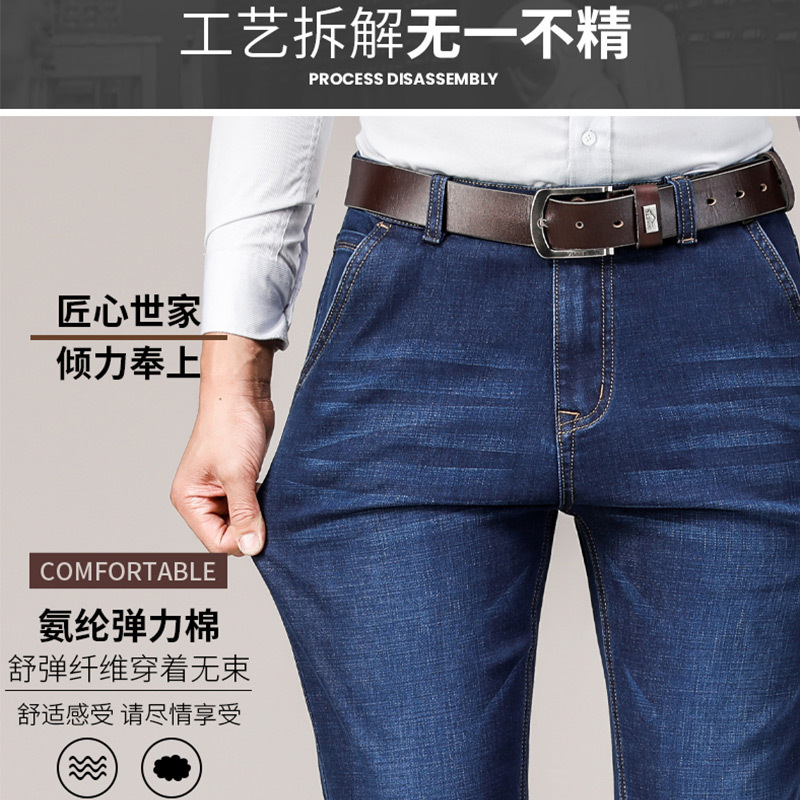 工艺拆解无一不精
PROCESS DISASSEMBLY
匠心世家
倾力奉上
COMFORTABLE
氨纶弹力棉
舒弹纤维穿着无束
舒适感受 请尽情享受